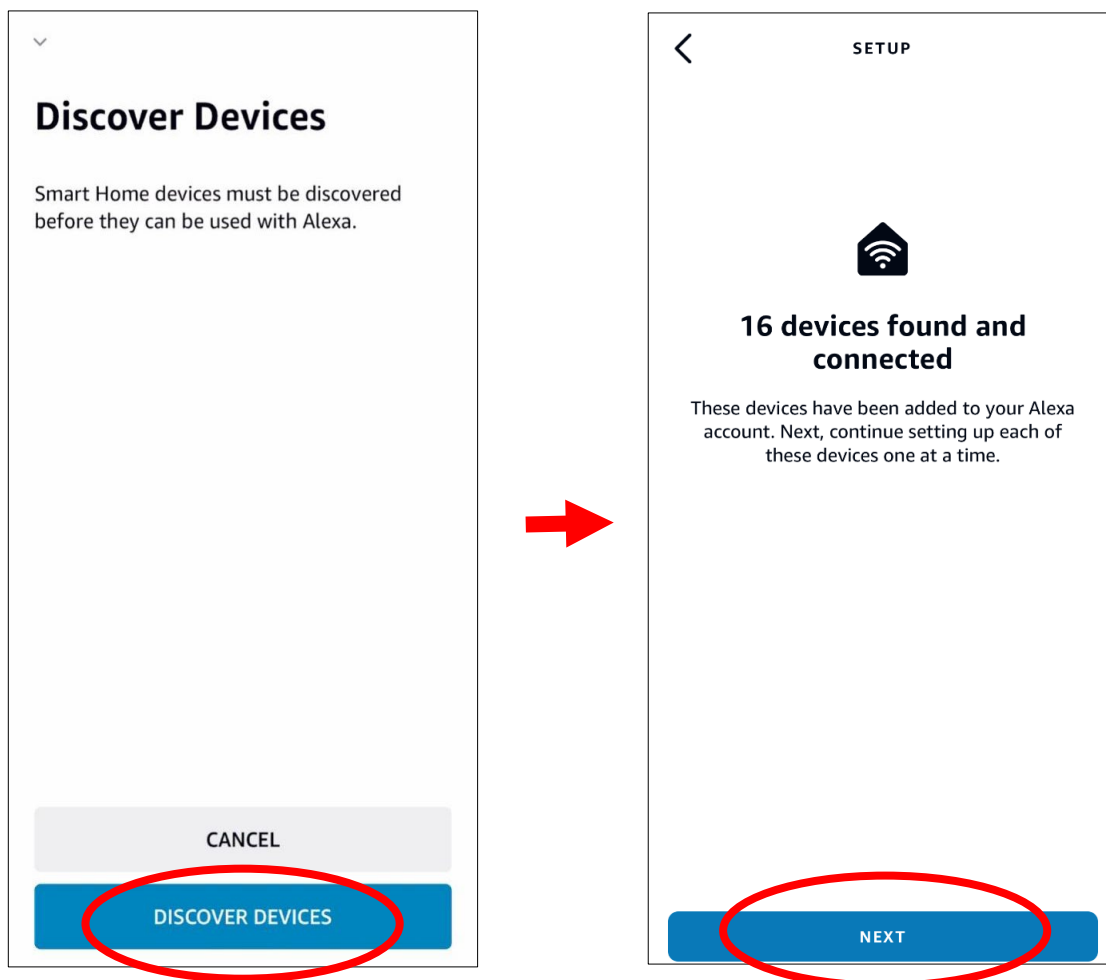 Discover Devices
Smart Home devices must be discovered
before they can be used with Alexa.
CANCEL
DISCOVER DEVICES
SETUP
16 devices found and
connected
These devices have been added to your Alexa
account. Next, continue setting up each of
these devices one at a time.
NEXT